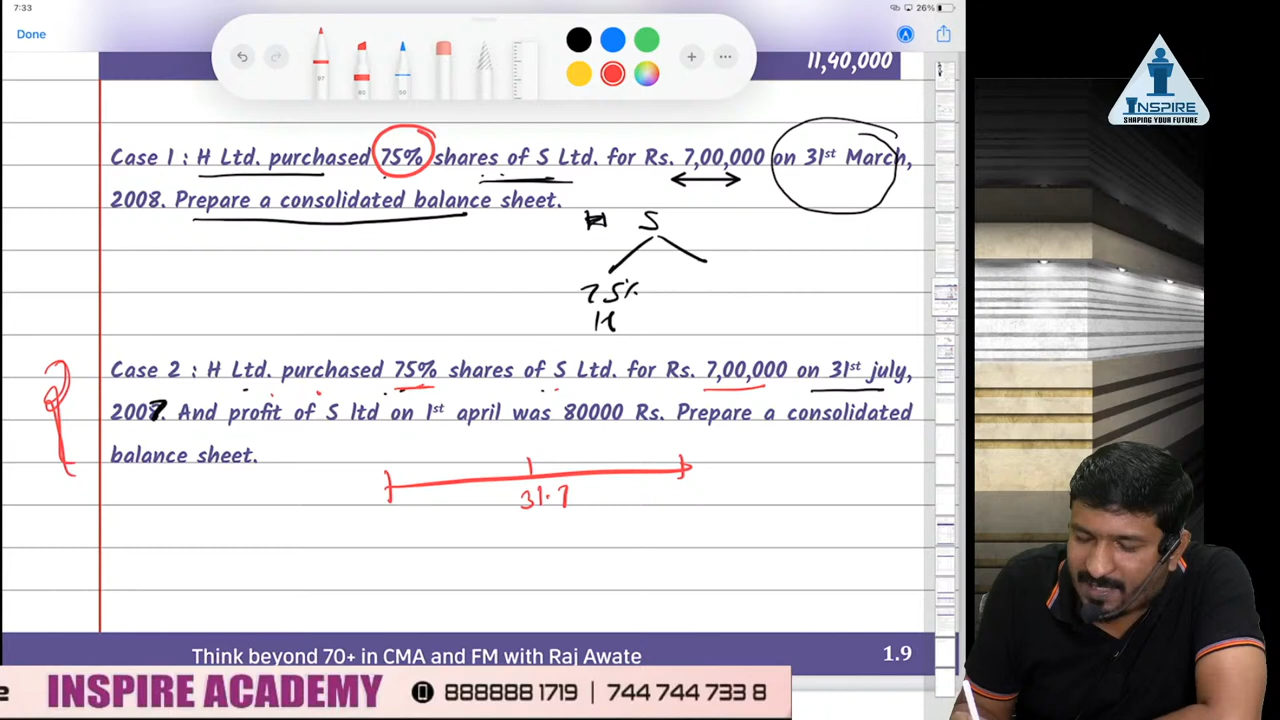 7:33
26%
Done
97
80
50
11,40,000
INSPIRE
SHAPING YOUR FUTURE
Case 1 : H Ltd. purchased 75% shares of S Ltd. for Rs. 7,00,000 on 31st March,
2008. Prepare a consolidated balance sheet.
H S
75%
H
Case 2 : H Ltd. purchased 75% shares of S Ltd. for Rs. 7,00,000 on 31st july,
2007. And profit of S ltd on 1st april was 80000 Rs. Prepare a consolidated
balance sheet.
31.7
Think beyond 70+ in CMA and FM with Raj Awate
1.9
INSPIRE ACADEMY 888888 1719 | 744 744 733 8